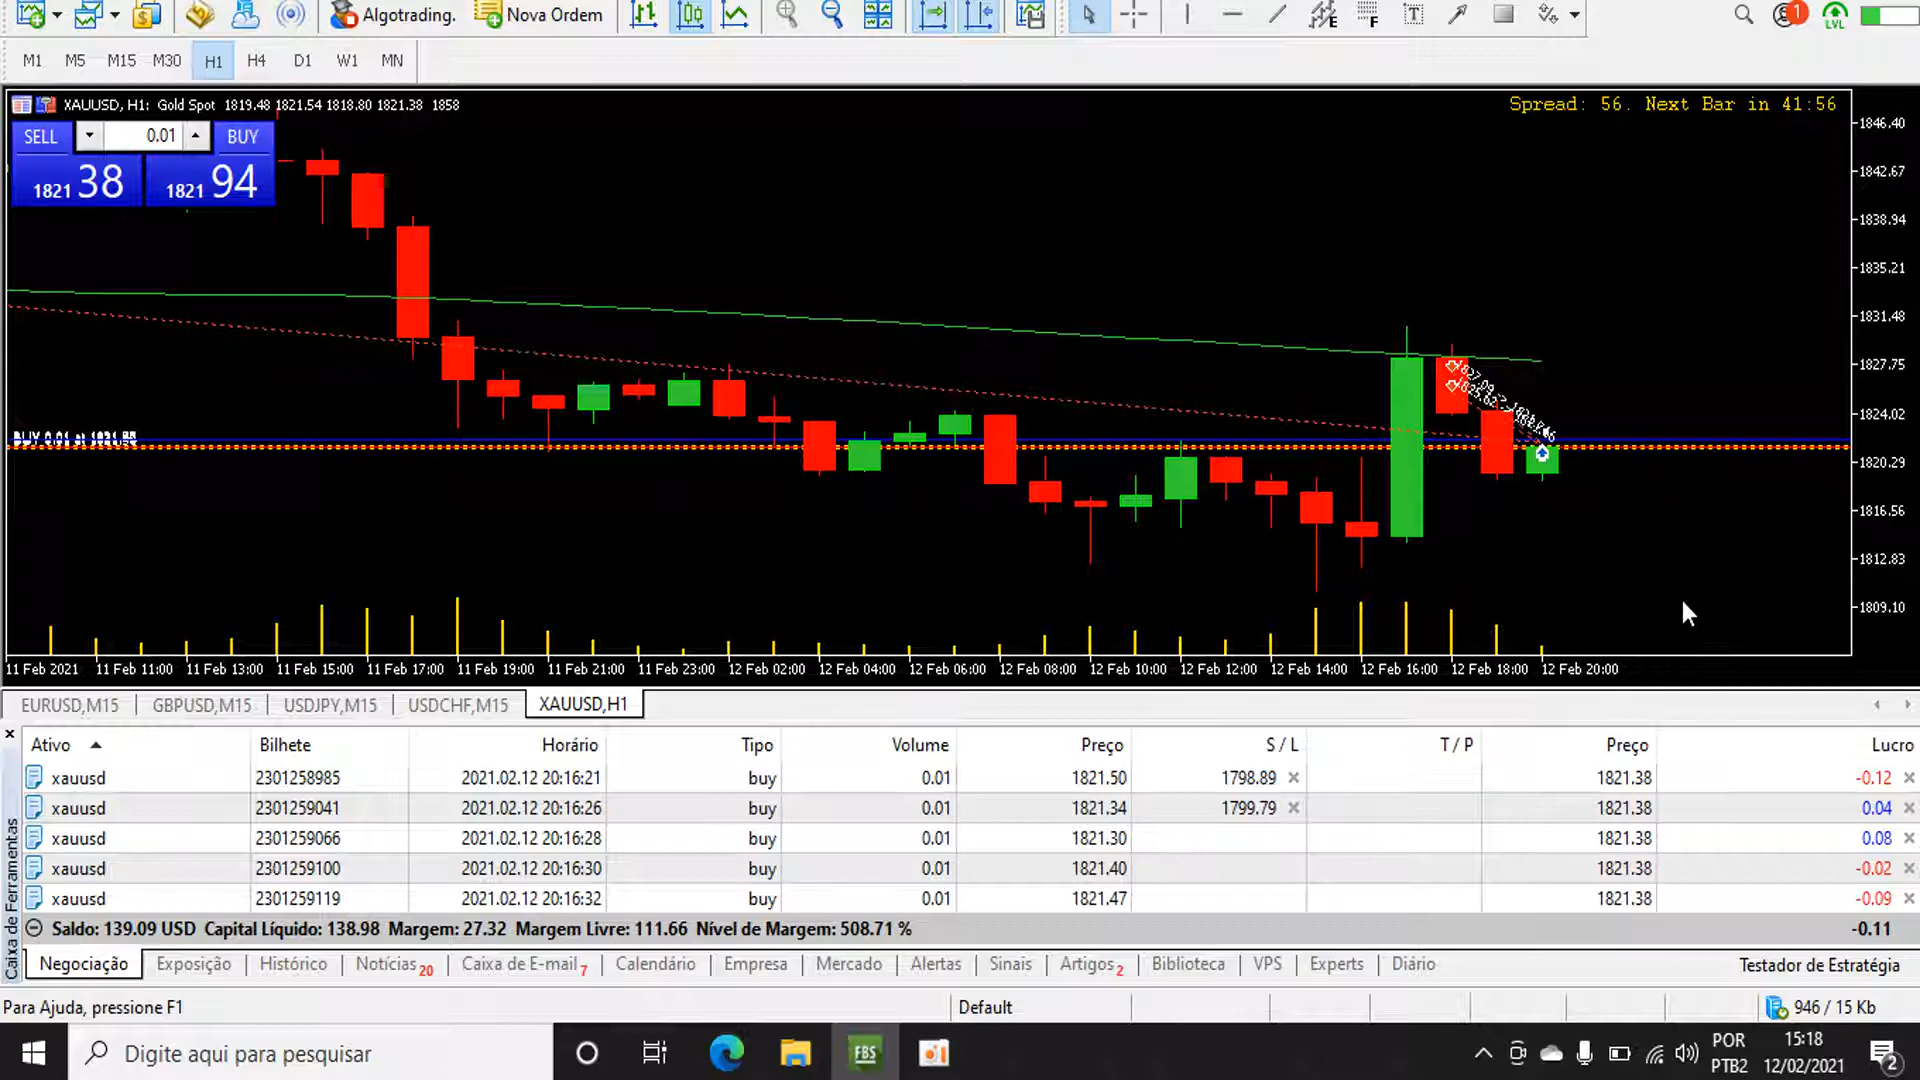 Algotrading. Nova Ordem 1 LVL
M1 M5 M15 M30 H1 H4 D1 W1 MN
XAUUSD, H1: Gold Spot 1819.48 1821.54 1818.80 1821.38 1858
Spread: 56. Next Bar in 41:56
SELL 0.01 BUY
1821 38 1821 94
1846.40
1842.67
1838.94
1835.21
1831.48
1827.75
1824.02
1820.29
1816.56
1812.83
1809.10
11 Feb 2021 11 Feb 11:00 11 Feb 13:00 11 Feb 15:00 11 Feb 17:00 11 Feb 19:00 11 Feb 21:00 11 Feb 23:00 12 Feb 02:00 12 Feb 04:00 12 Feb 06:00 12 Feb 08:00 12 Feb 10:00 12 Feb 12:00 12 Feb 14:00 12 Feb 16:00 12 Feb 18:00 12 Feb 20:00
EURUSD,M15 GBPUSD,M15 USDJPY,M15 USDCHF,M15 XAUUSD,H1
Ativo Bilhete Horário Tipo Volume Preço S / L T / P Preço Lucro
xauusd 2301258985 2021.02.12 20:16:21 buy 0.01 1821.50 1798.89 1821.38 -0.12
xauusd 2301259041 2021.02.12 20:16:26 buy 0.01 1821.34 1799.79 1821.38 0.04
xauusd 2301259066 2021.02.12 20:16:28 buy 0.01 1821.30 1821.38 0.08
xauusd 2301259100 2021.02.12 20:16:30 buy 0.01 1821.40 1821.38 -0.02
xauusd 2301259119 2021.02.12 20:16:32 buy 0.01 1821.47 1821.38 -0.09
Saldo: 139.09 USD Capital Líquido: 138.98 Margem: 27.32 Margem Livre: 111.66 Nível de Margem: 508.71 % -0.11
Caixa de Ferramentas
Negociação Exposição Histórico Notícias 20 Caixa de E-mail 7 Calendário Empresa Mercado Alertas Sinais Artigos 2 Biblioteca VPS Experts Diário Testador de Estratégia
Para Ajuda, pressione F1 Default 946 / 15 Kb
Digite aqui para pesquisar FBS POR 15:18
PTB2 12/02/2021 2